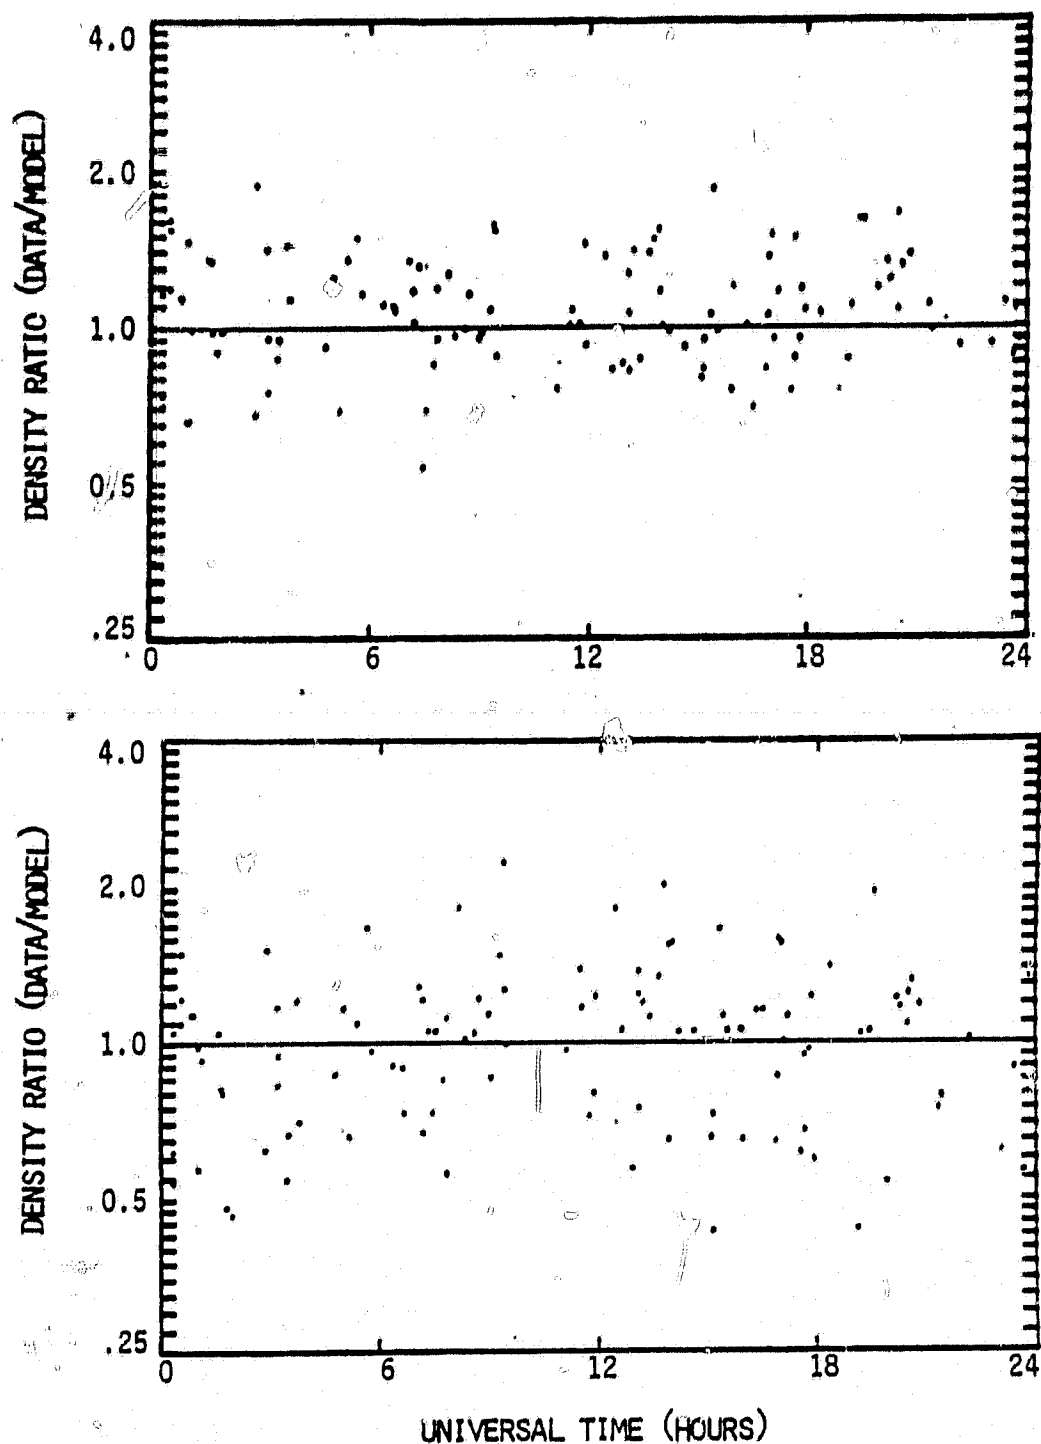 DENSITY RATIO (DATA/MODEL)
4.0
2.0
1.0
0.5
.25
0 6 12 18 24
DENSITY RATIO (DATA/MODEL)
4.0
2.0
1.0
0.5
.25
0 6 12 18 24
UNIVERSAL TIME (HOURS)